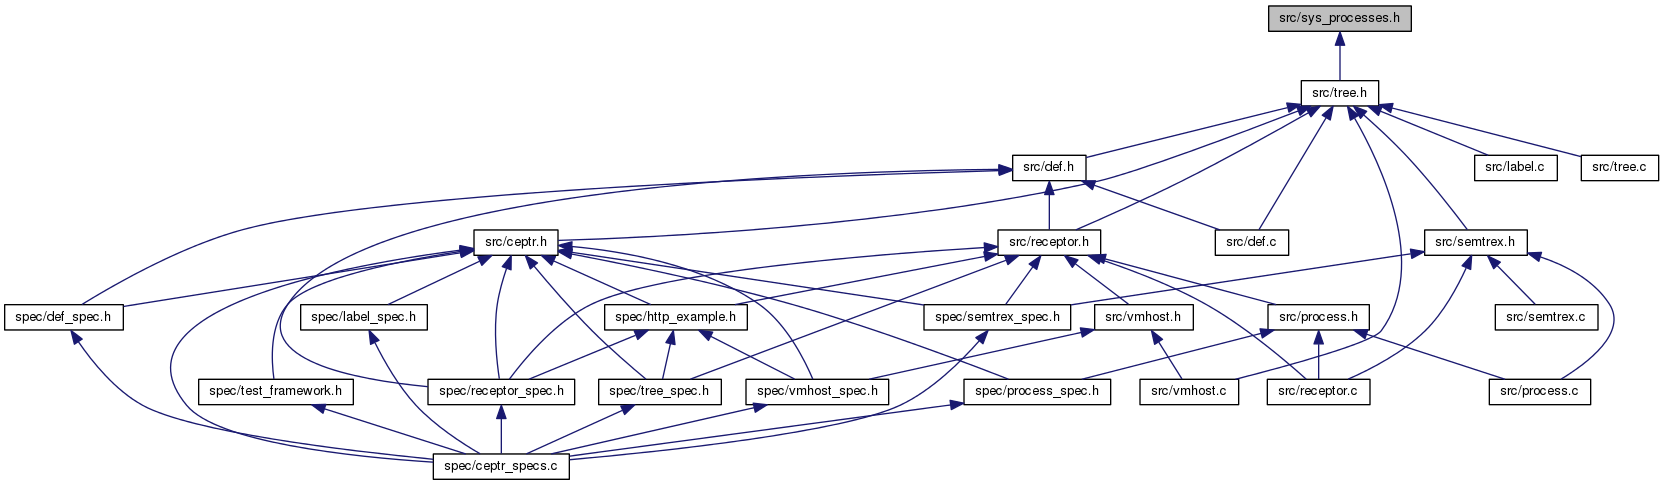 src/sys_processes.h
src/tree.h
src/def.h
src/label.c
src/tree.c
src/ceptr.h
src/receptor.h
src/def.c
src/semtrex.h
spec/def_spec.h
spec/label_spec.h
spec/http_example.h
spec/semtrex_spec.h
src/vmhost.h
src/process.h
src/semtrex.c
spec/test_framework.h
spec/receptor_spec.h
spec/tree_spec.h
spec/vmhost_spec.h
spec/process_spec.h
src/vmhost.c
src/receptor.c
src/process.c
spec/ceptr_specs.c